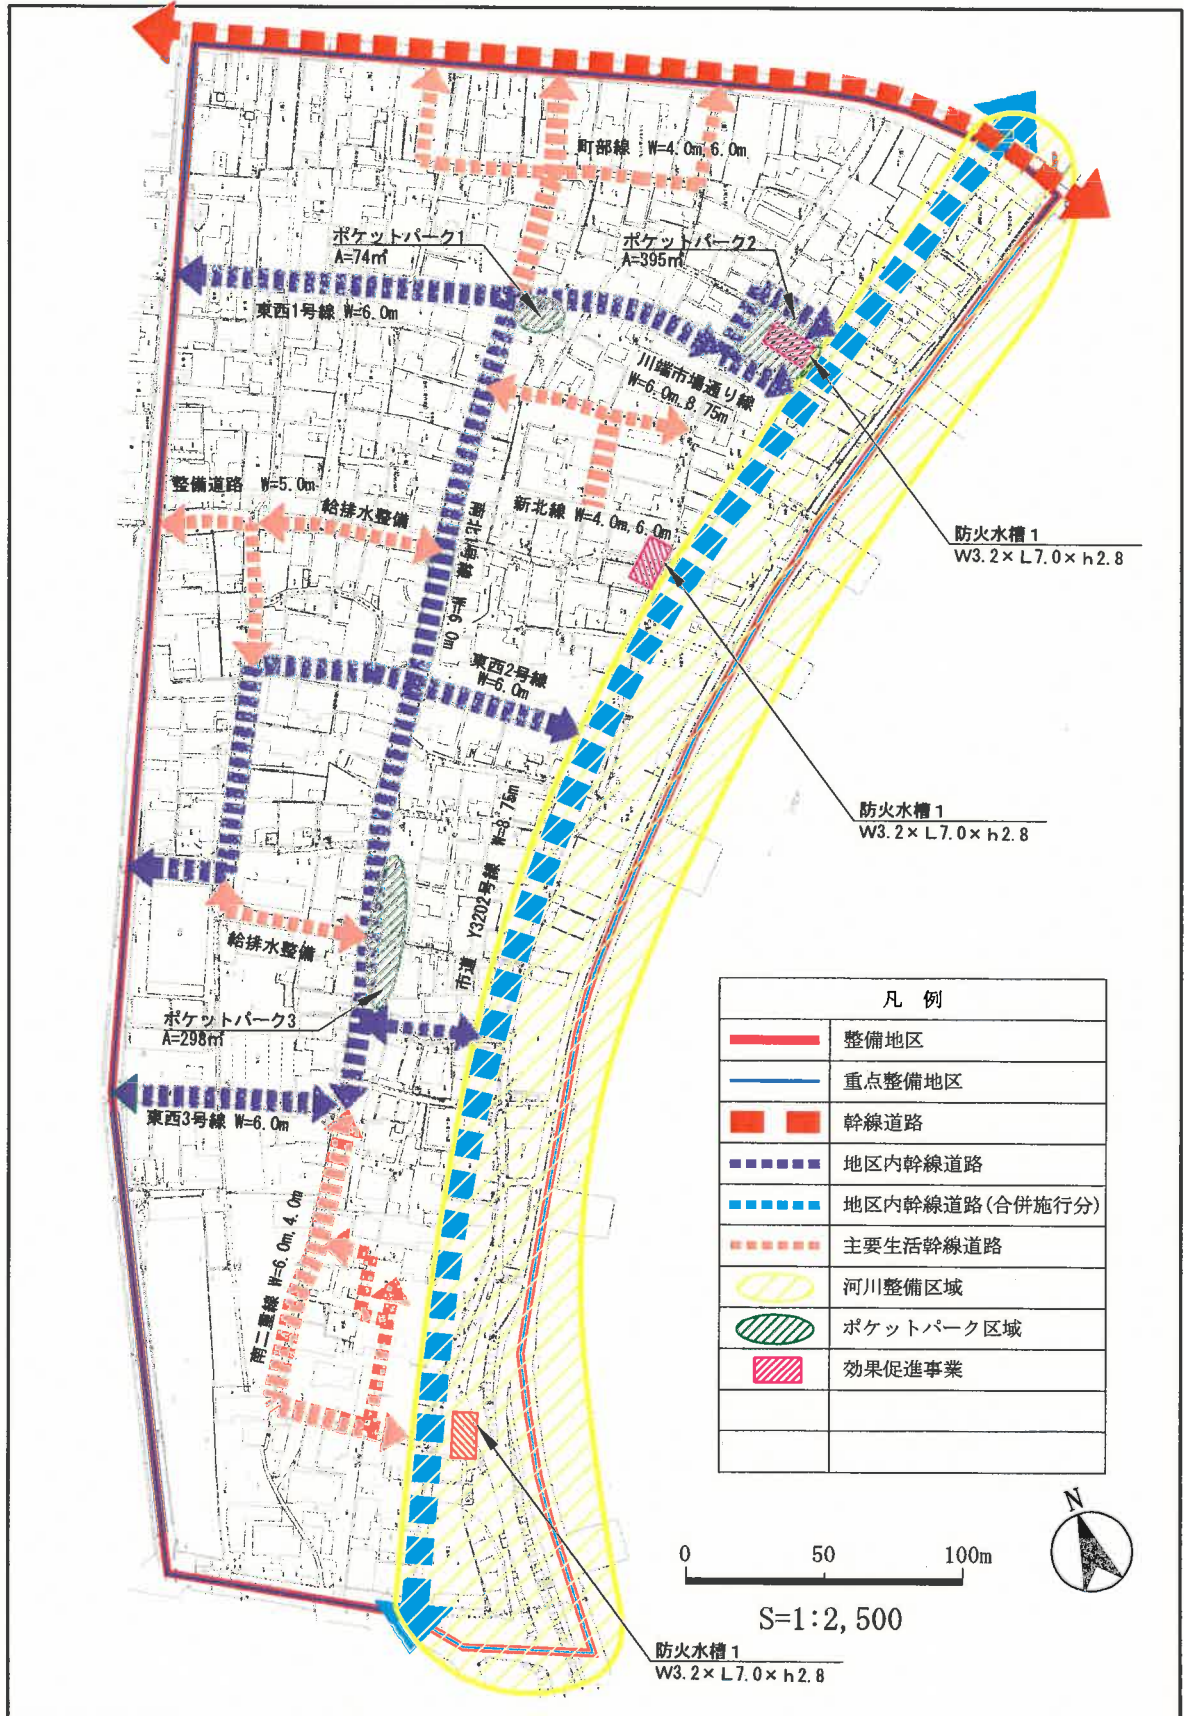 町部線 W=4.0m,6.0m
ポケットパーク1
A=74㎡
ポケットパーク2
A=395㎡
東西1号線 W=6.0m
川端市場通り線
W=6.0m,8.75m
整備道路 W=5.0m
給排水整備
南北1号線 W=6.0m
新北線 W=4.0m,6.0m
防火水槽1
W3.2×L7.0×h2.8
東西2号線
W=6.0m
防火水槽1
W3.2×L7.0×h2.8
市道 Y3202号線 W=8.75m
給排水整備
ポケットパーク3
A=298㎡
東西3号線 W=6.0m
南二重線 W=6.0m,4.0m
凡例
整備地区
重点整備地区
幹線道路
地区内幹線道路
地区内幹線道路(合併施行分)
主要生活幹線道路
河川整備区域
ポケットパーク区域
効果促進事業
N
0 50 100m
S=1:2,500
防火水槽1
W3.2×L7.0×h2.8